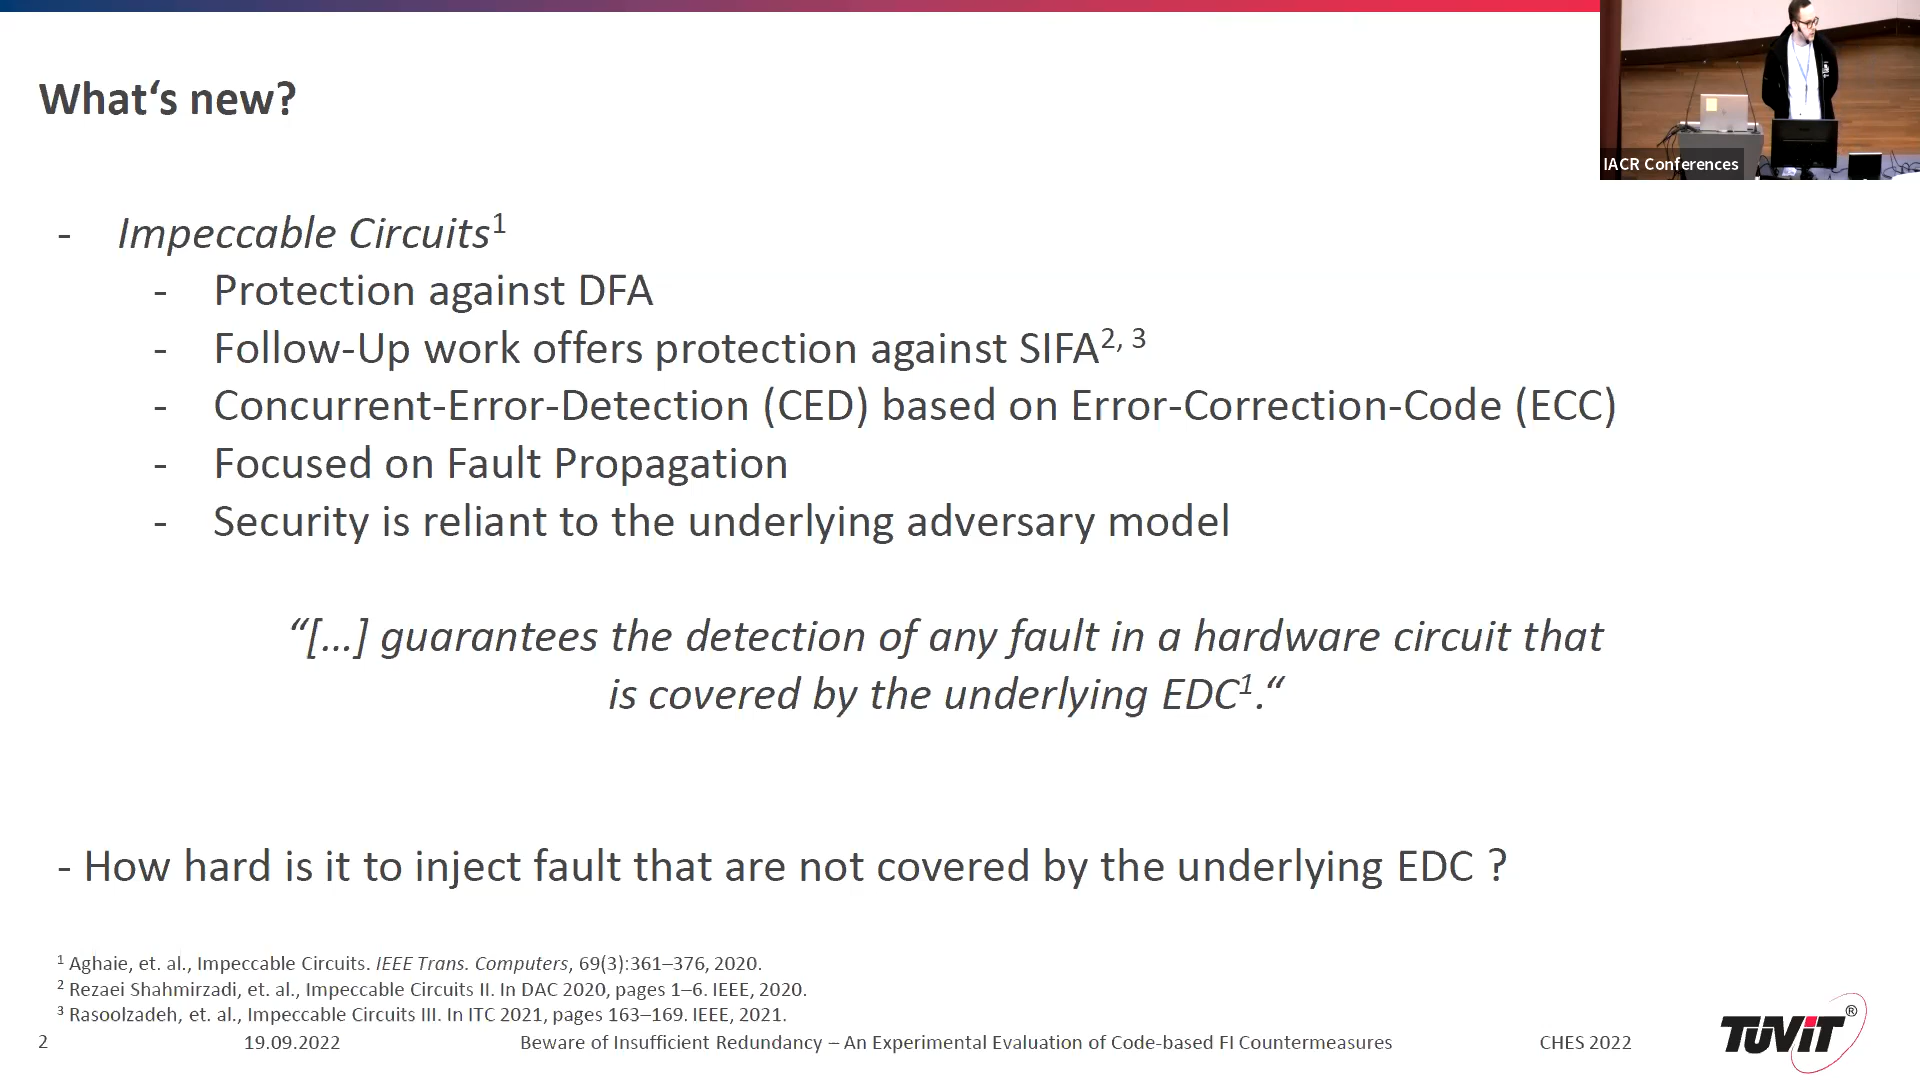 What‘s new?
IACR Conferences
- Impeccable Circuits1
- Protection against DFA
- Follow-Up work offers protection against SIFA2, 3
- Concurrent-Error-Detection (CED) based on Error-Correction-Code (ECC)
- Focused on Fault Propagation
- Security is reliant to the underlying adversary model
“[...] guarantees the detection of any fault in a hardware circuit that
is covered by the underlying EDC1.“
- How hard is it to inject fault that are not covered by the underlying EDC ?
1 Aghaie, et. al., Impeccable Circuits. IEEE Trans. Computers, 69(3):361–376, 2020.
2 Rezaei Shahmirzadi, et. al., Impeccable Circuits II. In DAC 2020, pages 1–6. IEEE, 2020.
3 Rasoolzadeh, et. al., Impeccable Circuits III. In ITC 2021, pages 163–169. IEEE, 2021.
2 19.09.2022 Beware of Insufficient Redundancy – An Experimental Evaluation of Code-based FI Countermeasures CHES 2022
TÜViT®